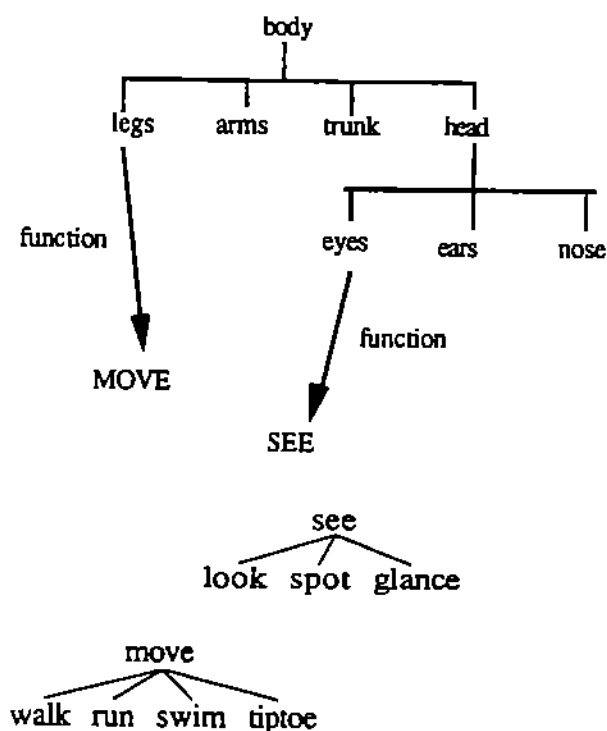 body
legs arms trunk head
function
eyes ears nose
function
MOVE
SEE
see
look spot glance
move
walk run swim tiptoe